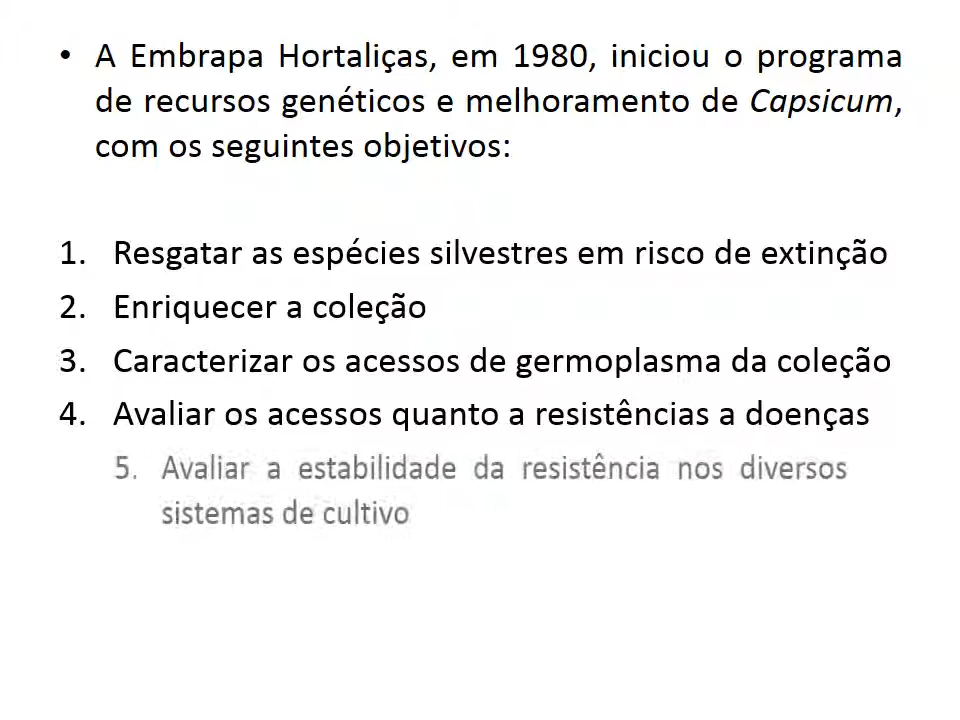 • A Embrapa Hortaliças, em 1980, iniciou o programa
de recursos genéticos e melhoramento de Capsicum,
com os seguintes objetivos:
1. Resgatar as espécies silvestres em risco de extinção
2. Enriquecer a coleção
3. Caracterizar os acessos de germoplasma da coleção
4. Avaliar os acessos quanto a resistências a doenças
5. Avaliar a estabilidade da resistência nos diversos
sistemas de cultivo